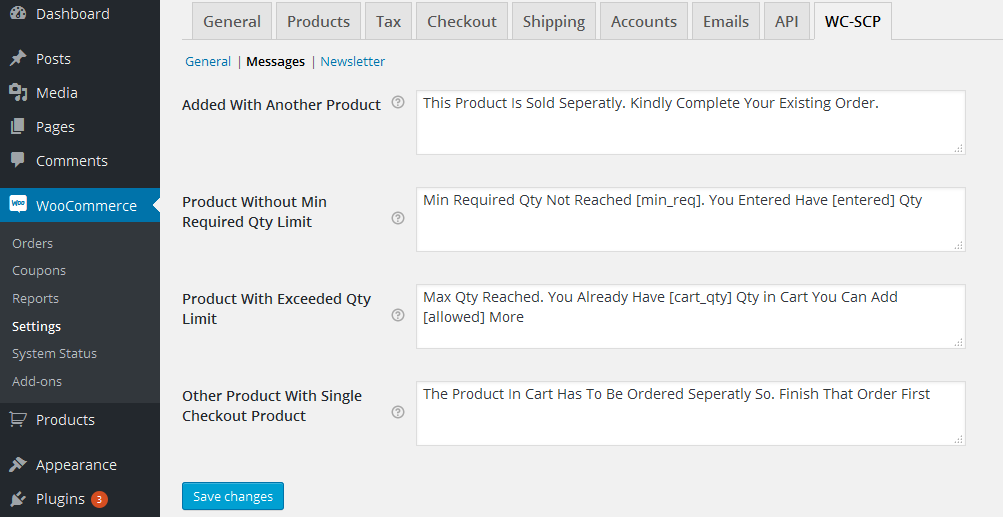 Dashboard
Posts
Media
Pages
Comments
Woo WooCommerce
Orders
Coupons
Reports
Settings
System Status
Add-ons
Products
Appearance
Plugins 3
General Products Tax Checkout Shipping Accounts Emails API WC-SCP
General | Messages | Newsletter
Added With Another Product ?
This Product Is Sold Seperatly. Kindly Complete Your Existing Order.
Product Without Min
Required Qty Limit ?
Min Required Qty Not Reached [min_req]. You Entered Have [entered] Qty
Product With Exceeded Qty
Limit ?
Max Qty Reached. You Already Have [cart_qty] Qty in Cart You Can Add
[allowed] More
Other Product With Single
Checkout Product ?
The Product In Cart Has To Be Ordered Seperatly So. Finish That Order First
Save changes